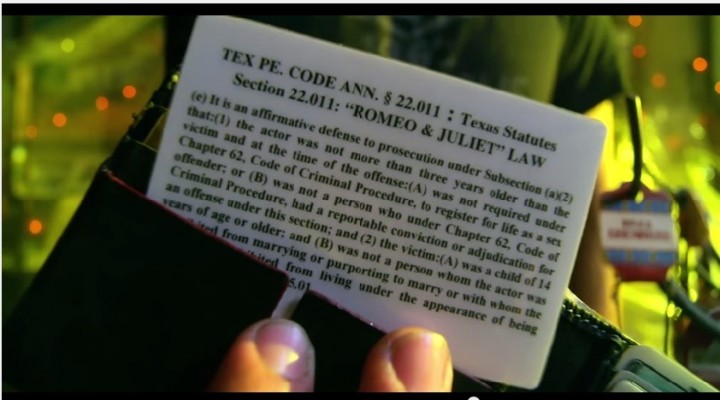 TEX PE. CODE ANN. § 22.011 : Texas Statutes
Section 22.011: “ROMEO & JULIET” LAW
(e) It is an affirmative defense to prosecution under Subsection (a)(2)
that:(1) the actor was not more than three years older than the
victim and at the time of the offense:(A) was not required under
Chapter 62, Code of Criminal Procedure, to register for life as a sex
offender; or (B) was not a person who under Chapter 62, Code of
Criminal Procedure, had a reportable conviction or adjudication for
an offense under this section; and (2) the victim:(A) was a child of 14
years of age or older; and (B) was not a person whom the actor was
from marrying or purporting to marry or with whom the
from living under the appearance of being
5.01